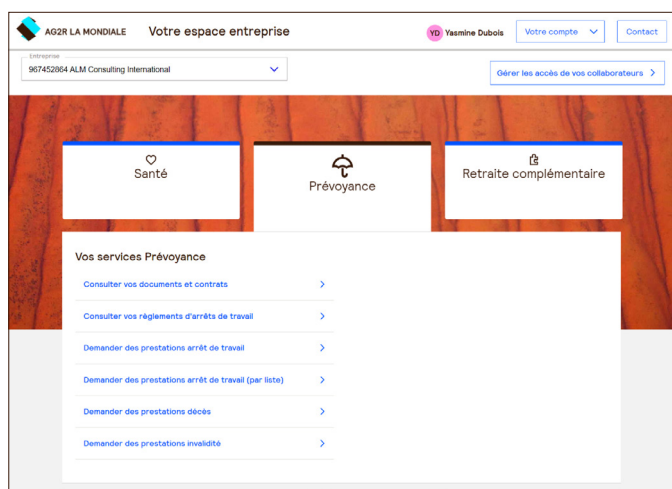 AG2R LA MONDIALE Votre espace entreprise YD Yasmine Dubois Votre compte Contact
Entreprise
967452864 ALM Consulting International
Gérer les accès de vos collaborateurs
Santé
Prévoyance
Retraite complémentaire
Vos services Prévoyance
Consulter vos documents et contrats
Consulter vos règlements d'arrêts de travail
Demander des prestations arrêt de travail
Demander des prestations arrêt de travail (par liste)
Demander des prestations décès
Demander des prestations invalidité